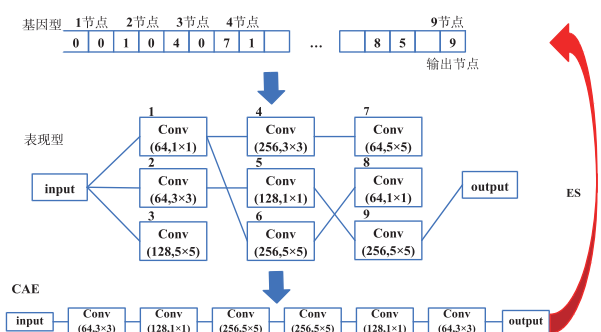 基因型 1节点 2节点 3节点 4节点 9节点
0 0 1 0 4 0 7 1 … 8 5 9
输出节点
表现型
1 4 7
Conv Conv Conv
(64,1×1) (256,3×3) (64,5×5)
2 5 8
input Conv Conv Conv output
(64,3×3) (128,1×1) (64,1×1)
ES
3 6 9
Conv Conv Conv
(128,5×5) (256,5×5) (256,5×5)
CAE
input Conv Conv Conv Conv Conv Conv output
(64,3×3) (128,1×1) (256,5×5) (256,5×5) (128,1×1) (64,3×3)